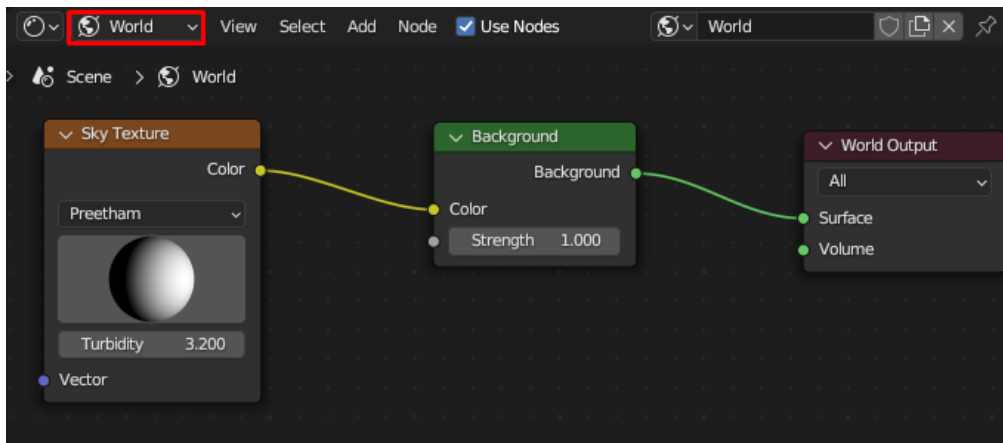 World View Select Add Node Use Nodes World
Scene > World
Sky Texture
Color
Preetham
Turbidity 3.200
Vector
Background
Background
Color
Strength 1.000
World Output
All
Surface
Volume